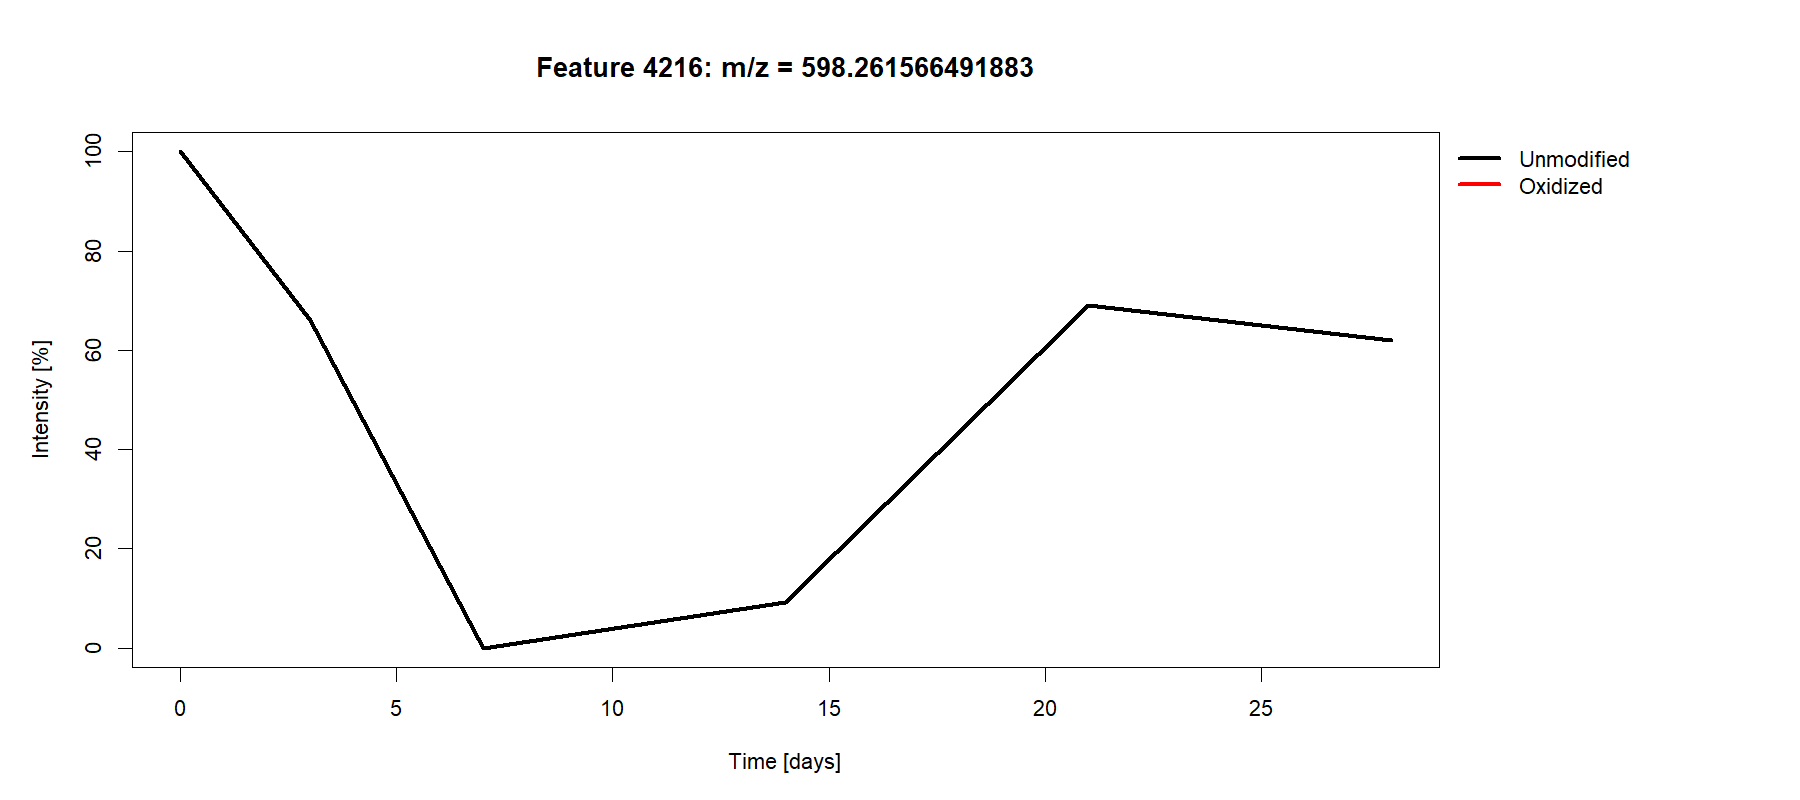 Feature 4216: m/z = 598.261566491883
Unmodified
Oxidized
Intensity [%]
100
80
60
40
20
0
0 5 10 15 20 25
Time [days]